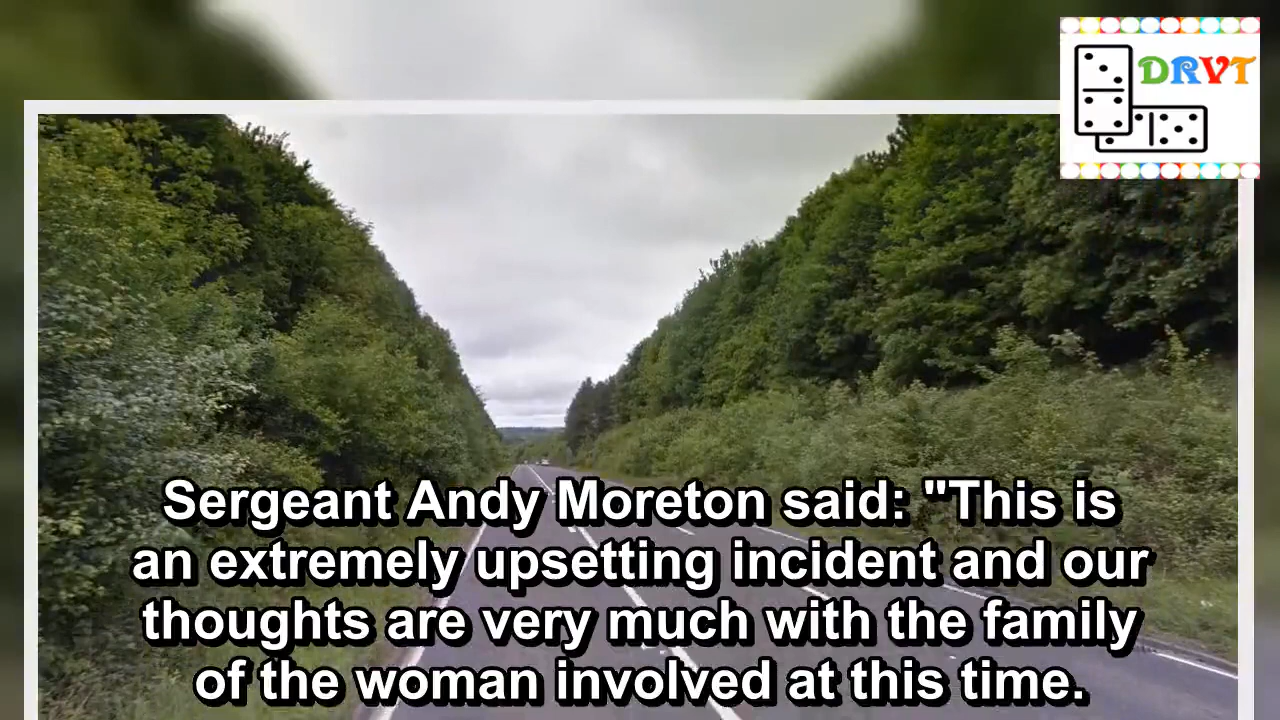 DRVT
Sergeant Andy Moreton said: "This is
an extremely upsetting incident and our
thoughts are very much with the family
of the woman involved at this time.